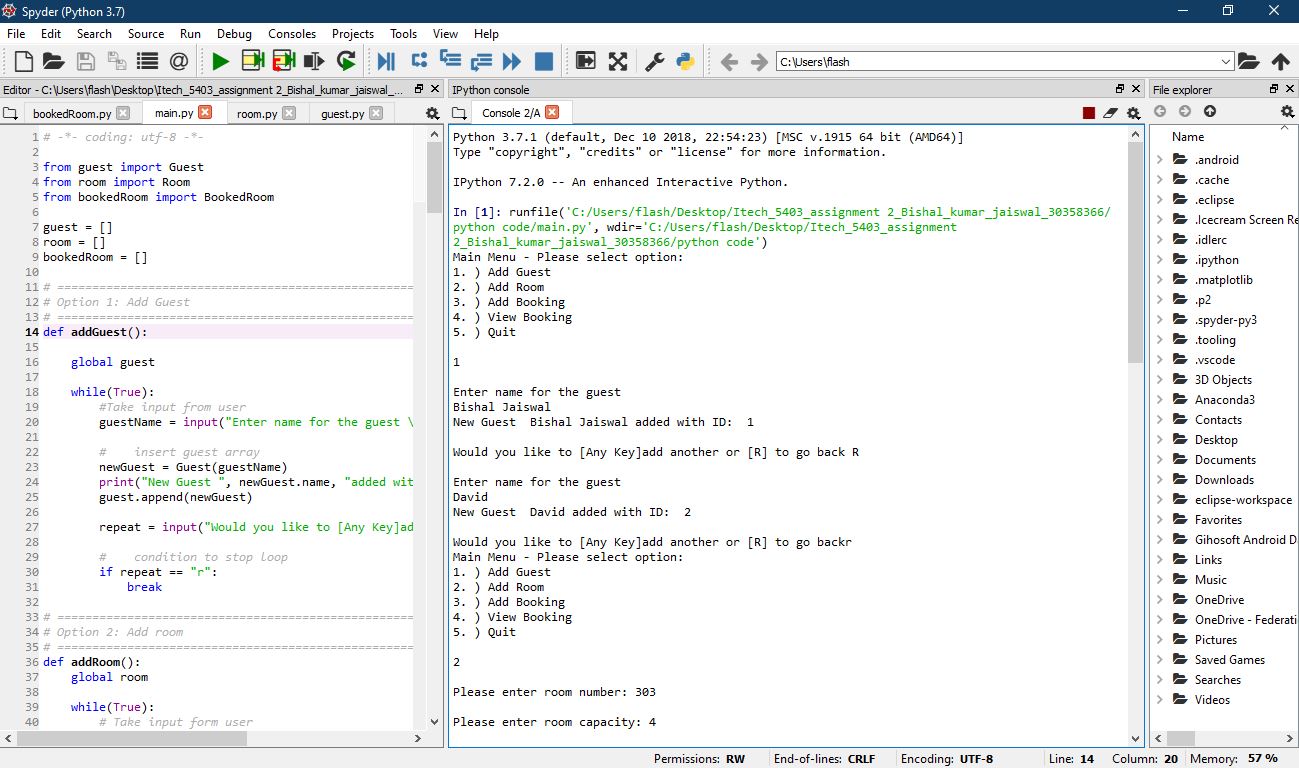 Spyder (Python 3.7)
File Edit Search Source Run Debug Consoles Projects Tools View Help
C:\Users\flash
Editor - C:\Users\flash\Desktop\Itech_5403_assignment 2_Bishal_kumar_jaiswal_...
bookedRoom.py main.py room.py guest.py
1 # -*- coding: utf-8 -*-
2
3 from guest import Guest
4 from room import Room
5 from bookedRoom import BookedRoom
6
7 guest = []
8 room = []
9 bookedRoom = []
10
11 # ====================================================
12 # Option 1: Add Guest
13 # ====================================================
14 def addGuest():
15
16 global guest
17
18 while(True):
19 #Take input from user
20 guestName = input("Enter name for the guest \
21
22 # insert guest array
23 newGuest = Guest(guestName)
24 print("New Guest ", newGuest.name, "added wit
25 guest.append(newGuest)
26
27 repeat = input("Would you like to [Any Key]ad
28
29 # condition to stop loop
30 if repeat == "r":
31 break
32
33 # ====================================================
34 # Option 2: Add room
35 # ====================================================
36 def addRoom():
37 global room
38
39 while(True):
40 # Take input form user
IPython console
Console 2/A
Python 3.7.1 (default, Dec 10 2018, 22:54:23) [MSC v.1915 64 bit (AMD64)]
Type "copyright", "credits" or "license" for more information.
IPython 7.2.0 -- An enhanced Interactive Python.
In [1]: runfile('C:/Users/flash/Desktop/Itech_5403_assignment 2_Bishal_kumar_jaiswal_30358366/
python code/main.py', wdir='C:/Users/flash/Desktop/Itech_5403_assignment
2_Bishal_kumar_jaiswal_30358366/python code')
Main Menu - Please select option:
1. ) Add Guest
2. ) Add Room
3. ) Add Booking
4. ) View Booking
5. ) Quit
1
Enter name for the guest
Bishal Jaiswal
New Guest  Bishal Jaiswal added with ID:  1
Would you like to [Any Key]add another or [R] to go back R
Enter name for the guest
David
New Guest  David added with ID:  2
Would you like to [Any Key]add another or [R] to go backr
Main Menu - Please select option:
1. ) Add Guest
2. ) Add Room
3. ) Add Booking
4. ) View Booking
5. ) Quit
2
Please enter room number: 303
Please enter room capacity: 4
File explorer
Name
.android
.cache
.eclipse
.Icecream Screen Re
.idlerc
.ipython
.matplotlib
.p2
.spyder-py3
.tooling
.vscode
3D Objects
Anaconda3
Contacts
Desktop
Documents
Downloads
eclipse-workspace
Favorites
Gihosoft Android D
Links
Music
OneDrive
OneDrive - Federati
Pictures
Saved Games
Searches
Videos
Permissions: RW End-of-lines: CRLF Encoding: UTF-8 Line: 14 Column: 20 Memory: 57 %